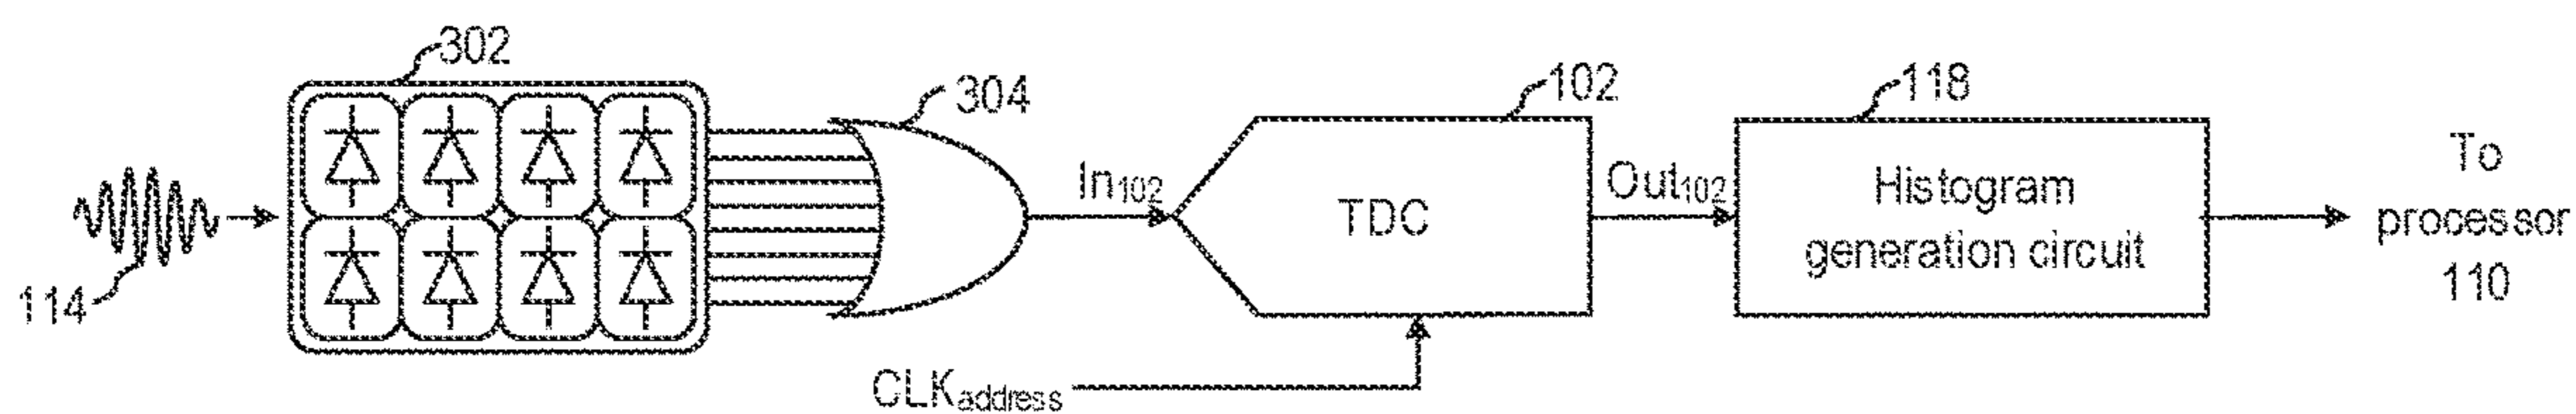 302
304
102
118
114
In102
TDC
Out102
Histogram
generation circuit
To
processor
110
CLKaddress